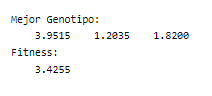 Mejor Genotipo:
3.9515 1.2035 1.8200
Fitness:
3.4255